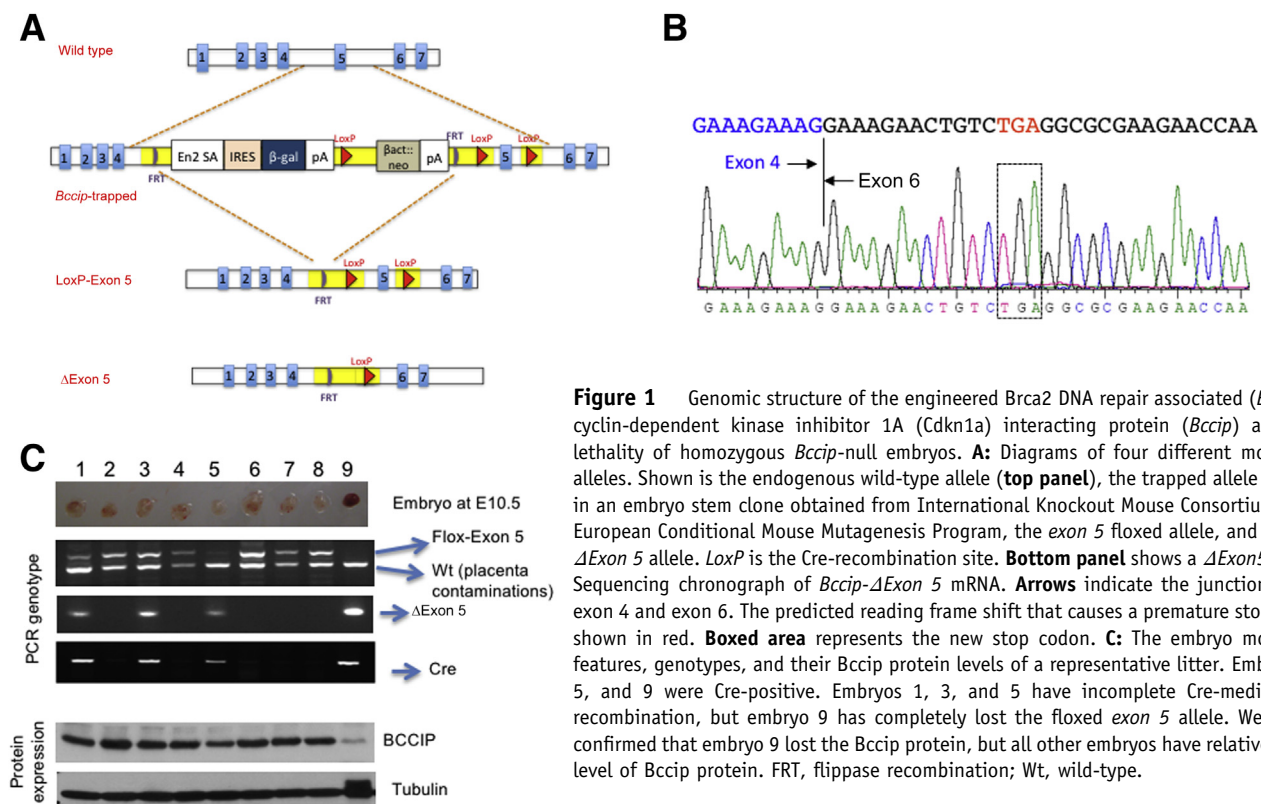 A
Wild type
1 2 3 4 5 6 7
LoxP FRT LoxP LoxP
1 2 3 4 En2 SA IRES β-gal pA βact:: neo pA 5 6 7
FRT
Bccip-trapped
LoxP LoxP
LoxP-Exon 5
1 2 3 4 5 6 7
FRT
LoxP
ΔExon 5
1 2 3 4 6 7
FRT
B
GAAAGAAAGGAAAGAACTGTCTGAGGCGCGAAGAACCAA
Exon 4
Exon 6
GAAAGAAAGGAAAGAACTGTCTGAGGCGCGAAGAACCAA
C
1 2 3 4 5 6 7 8 9
Embryo at E10.5
PCR genotype
Flox-Exon 5
Wt (placenta
contaminations)
ΔExon 5
Cre
Protein
expression
BCCIP
Tubulin
Figure 1 Genomic structure of the engineered Brca2 DNA repair associated (
cyclin-dependent kinase inhibitor 1A (Cdkn1a) interacting protein (Bccip) a
lethality of homozygous Bccip-null embryos. A: Diagrams of four different mo
alleles. Shown is the endogenous wild-type allele (top panel), the trapped allele
in an embryo stem clone obtained from International Knockout Mouse Consortiu
European Conditional Mouse Mutagenesis Program, the exon 5 floxed allele, and
ΔExon 5 allele. LoxP is the Cre-recombination site. Bottom panel shows a ΔExon5
Sequencing chronograph of Bccip-ΔExon 5 mRNA. Arrows indicate the junction
exon 4 and exon 6. The predicted reading frame shift that causes a premature sto
shown in red. Boxed area represents the new stop codon. C: The embryo mo
features, genotypes, and their Bccip protein levels of a representative litter. Emb
5, and 9 were Cre-positive. Embryos 1, 3, and 5 have incomplete Cre-medi
recombination, but embryo 9 has completely lost the floxed exon 5 allele. We
confirmed that embryo 9 lost the Bccip protein, but all other embryos have relative
level of Bccip protein. FRT, flippase recombination; Wt, wild-type.